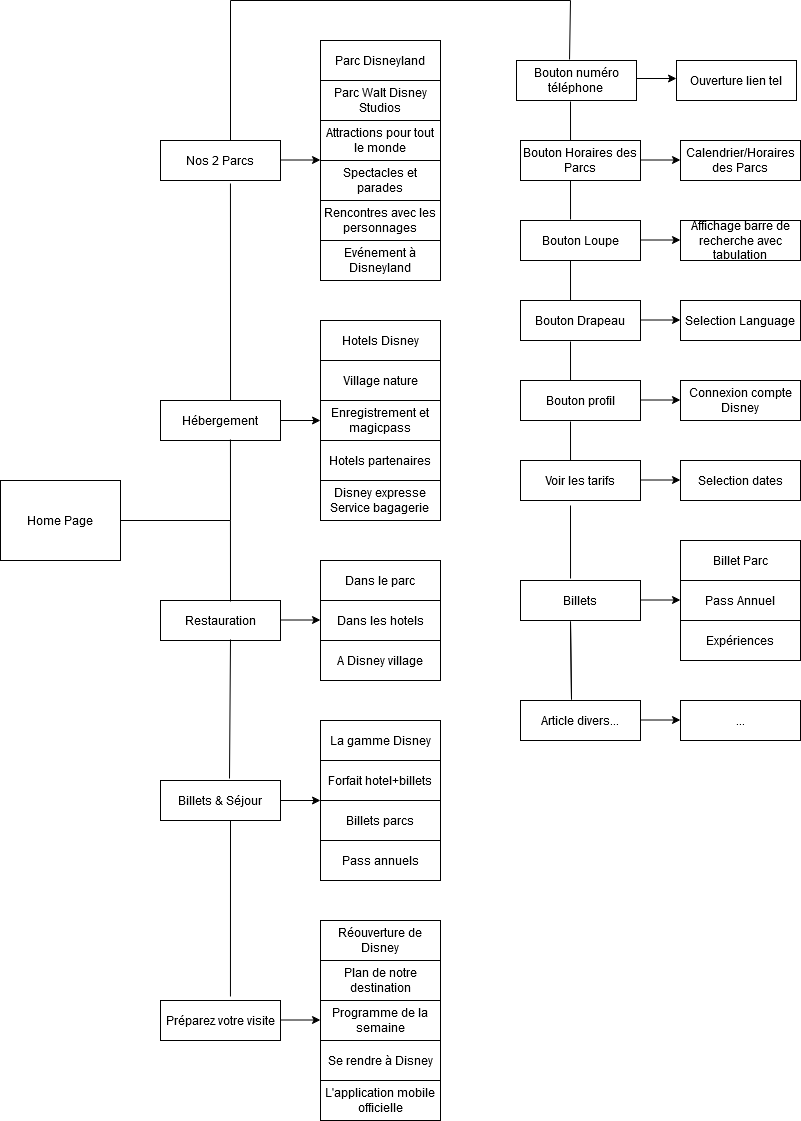 Home Page
Nos 2 Parcs
Parc Disneyland
Parc Walt Disney
Studios
Attractions pour tout
le monde
Spectacles et
parades
Rencontres avec les
personnages
Evénement à
Disneyland
Hébergement
Hotels Disney
Village nature
Enregistrement et
magicpass
Hotels partenaires
Disney expresse
Service bagagerie
Restauration
Dans le parc
Dans les hotels
A Disney village
Billets & Séjour
La gamme Disney
Forfait hotel+billets
Billets parcs
Pass annuels
Préparez votre visite
Réouverture de
Disney
Plan de notre
destination
Programme de la
semaine
Se rendre à Disney
L'application mobile
officielle
Bouton numéro
téléphone
Ouverture lien tel
Bouton Horaires des
Parcs
Calendrier/Horaires
des Parcs
Bouton Loupe
Affichage barre de
recherche avec
tabulation
Bouton Drapeau
Selection Language
Bouton profil
Connexion compte
Disney
Voir les tarifs
Selection dates
Billets
Billet Parc
Pass Annuel
Expériences
Article divers...
...